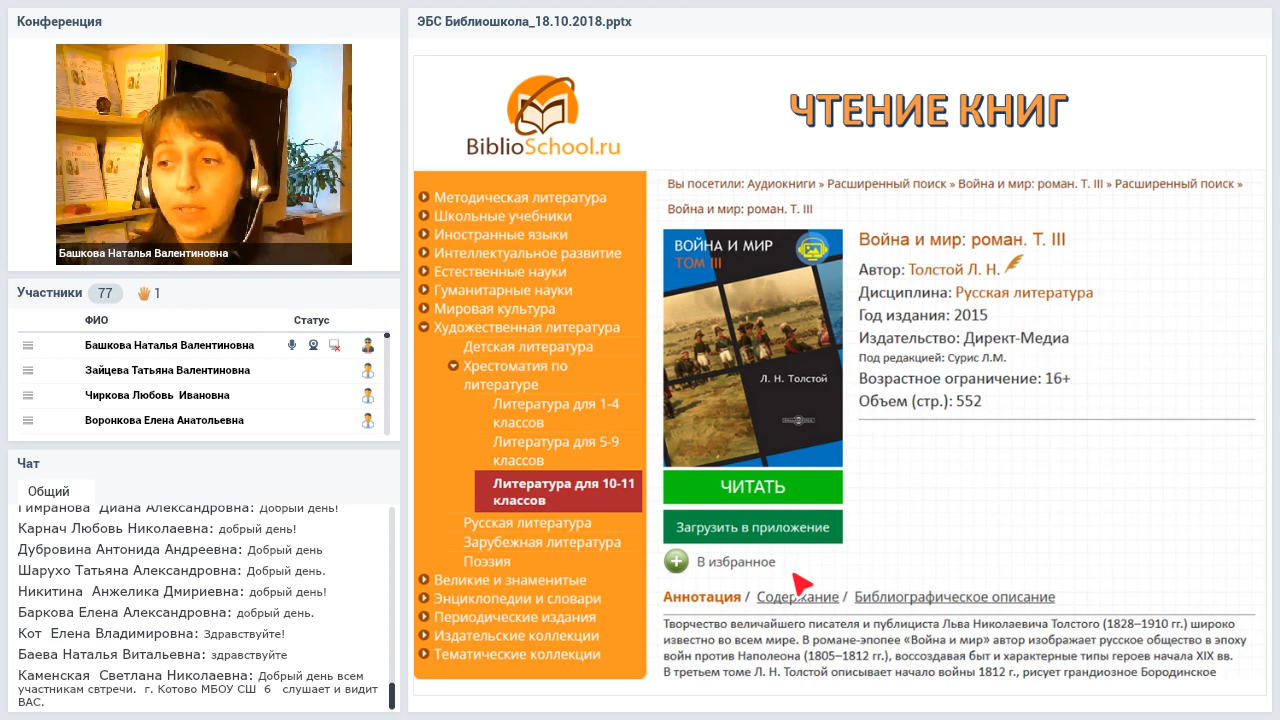 Конференция
Башкова Наталья Валентиновна
Участники 77 1
ФИО Статус
Башкова Наталья Валентиновна
Зайцева Татьяна Валентиновна
Чиркова Любовь Ивановна
Воронкова Елена Анатольевна
Чат
Общий
Гимранова Диана Александровна: Добрый день!
Карнач Любовь Николаевна: добрый день!
Дубровина Антонида Андреевна: Добрый день
Шарухо Татьяна Александровна: Добрый день.
Никитина Анжелика Дмириевна: добрый день!
Баркова Елена Александровна: добрый день.
Кот Елена Владимировна: Здравствуйте!
Баева Наталья Витальевна: здравствуйте
Каменская Светлана Николаевна: Добрый день всем
участникам свтречи. г. Котово МБОУ СШ 6 слушает и видит
ВАС.
ЭБС Библиошкола_18.10.2018.pptx
BiblioSchool.ru
ЧТЕНИЕ КНИГ
Методическая литература
Школьные учебники
Иностранные языки
Интеллектуальное развитие
Естественные науки
Гуманитарные науки
Мировая культура
Художественная литература
Детская литература
Хрестоматия по
литературе
Литература для 1-4
классов
Литература для 5-9
классов
Литература для 10-11
классов
Русская литература
Зарубежная литература
Поэзия
Великие и знаменитые
Энциклопедии и словари
Периодические издания
Издательские коллекции
Тематические коллекции
Вы посетили: Аудиокниги » Расширенный поиск » Война и мир: роман. Т. III » Расширенный поиск »
Война и мир: роман. Т. III
ВОЙНА И МИР
ТОМ III
Л. Н. Толстой
Война и мир: роман. Т. III
Автор: Толстой Л. Н.
Дисциплина: Русская литература
Год издания: 2015
Издательство: Директ-Медиа
Под редакцией: Сурис Л.М.
Возрастное ограничение: 16+
Объем (стр.): 552
ЧИТАТЬ
Загрузить в приложение
В избранное
Аннотация / Содержание / Библиографическое описание
Творчество величайшего писателя и публициста Льва Николаевича Толстого (1828–1910 гг.) широко
известно во всем мире. В романе-эпопее «Война и мир» автор изображает русское общество в эпоху
войн против Наполеона (1805–1812 гг.), воссоздавая быт и характерные типы героев начала XIX вв.
В третьем томе Л. Н. Толстой описывает начало войны 1812 г., рисует грандиозное Бородинское